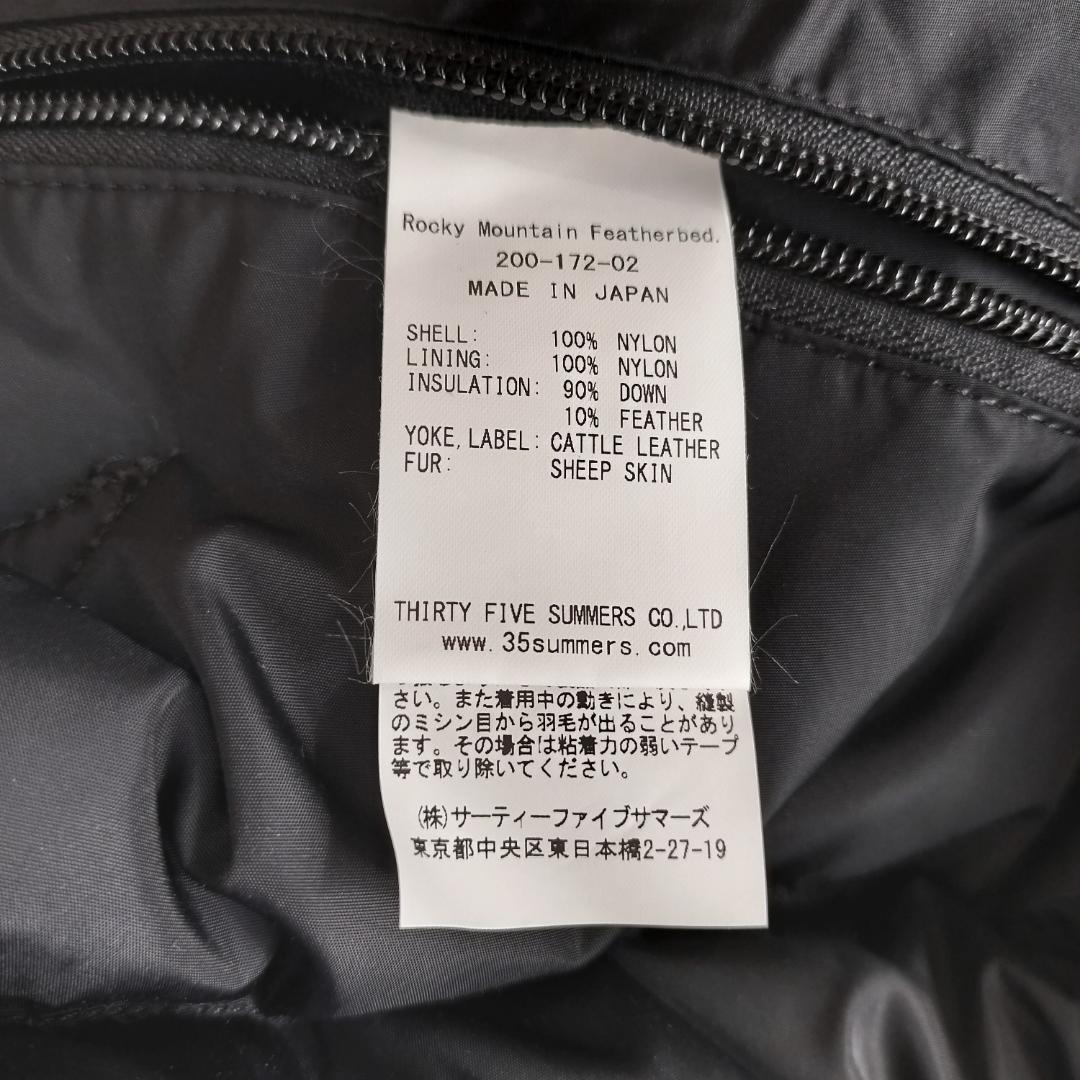 Rocky Mountain Featherbed.
200-172-02
MADE IN JAPAN
SHELL: 100% NYLON
LINING: 100% NYLON
INSULATION: 90% DOWN
10% FEATHER
YOKE, LABEL: CATTLE LEATHER
FUR: SHEEP SKIN
THIRTY FIVE SUMMERS CO.,LTD
www.35summers.com
さい。また着用中の動きにより、縫製
のミシン目から羽毛が出ることがあり
ます。その場合は粘着力の弱いテープ
等で取り除いてください。
(株)サーティーファイブサマーズ
東京都中央区東日本橋2-27-19